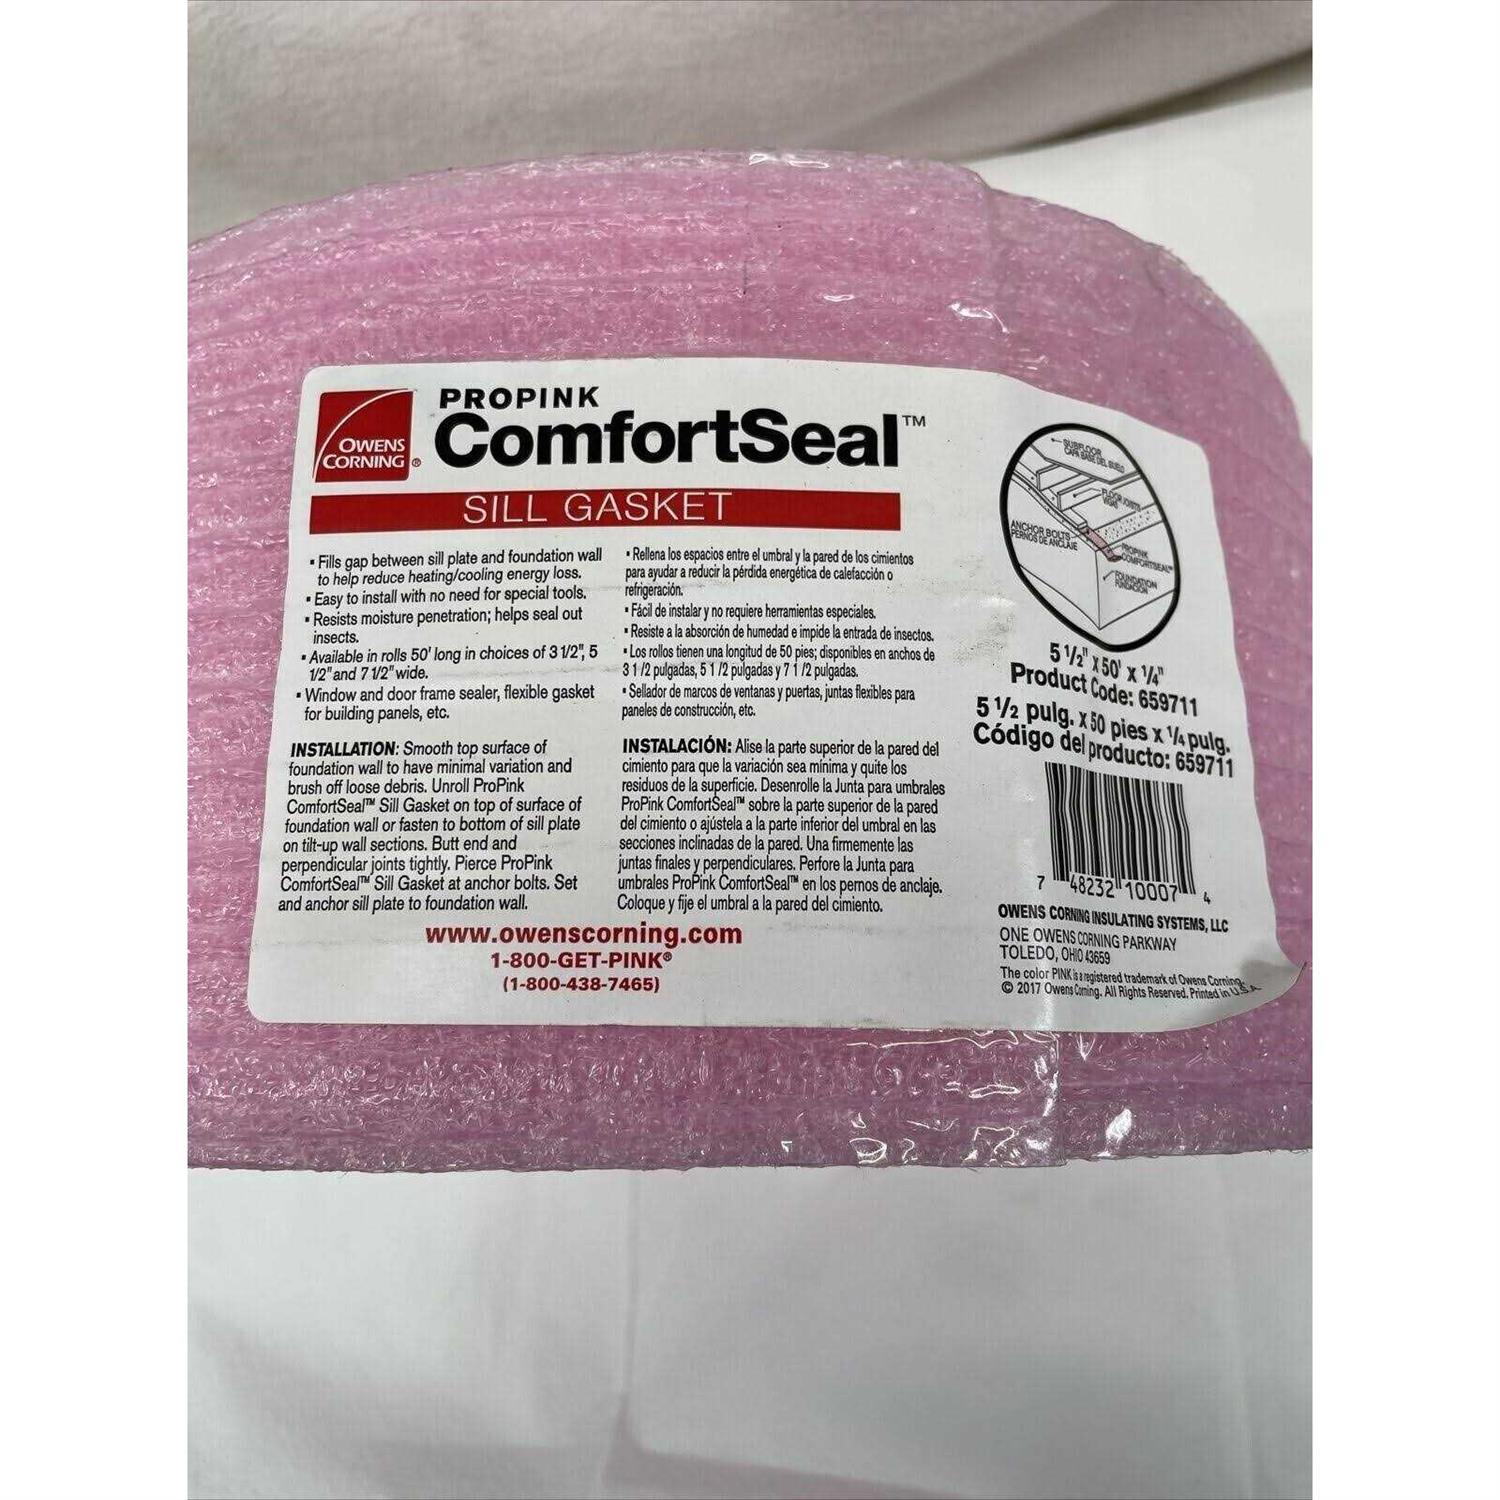 OWENS
CORNING®
PROPINK
ComfortSeal™
SILL GASKET
▪ Fills gap between sill plate and foundation wall
to help reduce heating/cooling energy loss.
▪ Easy to install with no need for special tools.
▪ Resists moisture penetration; helps seal out
insects.
▪ Available in rolls 50' long in choices of 3 1/2", 5
1/2" and 7 1/2" wide.
▪ Window and door frame sealer, flexible gasket
for building panels, etc.
INSTALLATION: Smooth top surface of
foundation wall to have minimal variation and
brush off loose debris. Unroll ProPink
ComfortSeal™ Sill Gasket on top of surface of
foundation wall or fasten to bottom of sill plate
on tilt-up wall sections. Butt end and
perpendicular joints tightly. Pierce ProPink
ComfortSeal™ Sill Gasket at anchor bolts. Set
and anchor sill plate to foundation wall.
▪ Rellena los espacios entre el umbral y la pared de los cimientos
para ayudar a reducir la pérdida energética de calefacción o
refrigeración.
▪ Fácil de instalar y no requiere herramientas especiales.
▪ Resiste a la absorción de humedad e impide la entrada de insectos.
▪ Los rollos tienen una longitud de 50 pies; disponibles en anchos de
3 1 /2 pulgadas, 5 1 /2 pulgadas y 7 1 /2 pulgadas.
▪ Sellador de marcos de ventanas y puertas, juntas flexibles para
paneles de construcción, etc.
INSTALACIÓN: Alise la parte superior de la pared del
cimiento para que la variación sea mínima y quite los
residuos de la superficie. Desenrolle la Junta para umbrales
ProPink ComfortSeal™ sobre la parte superior de la pared
del cimiento o ajústela a la parte inferior del umbral en las
secciones inclinadas de la pared. Una firmemente las
juntas finales y perpendiculares. Perfore la Junta para
umbrales ProPink ComfortSeal™ en los pernos de anclaje.
Coloque y fije el umbral a la pared del cimiento.
www.owenscorning.com
1-800-GET-PINK®
(1-800-438-7465)
SUBFLOOR
CAPA BASE DEL SUELO
FLOOR JOISTS
VIGAS
ANCHOR BOLTS
PERNOS DE ANCLAJE
PROPINK
COMFORTSEAL™
FOUNDATION
FUNDACIÓN
5 1/2" x 50' x 1/4"
Product Code: 659711
5 1/2 pulg. x 50 pies x 1/4 pulg.
Código del producto: 659711
7 48232 10007 4
OWENS CORNING INSULATING SYSTEMS, LLC
ONE OWENS CORNING PARKWAY
TOLEDO, OHIO 43659
The color PINK is a registered trademark of Owens Corning.
© 2017 Owens Corning. All Rights Reserved. Printed in U.S.A.